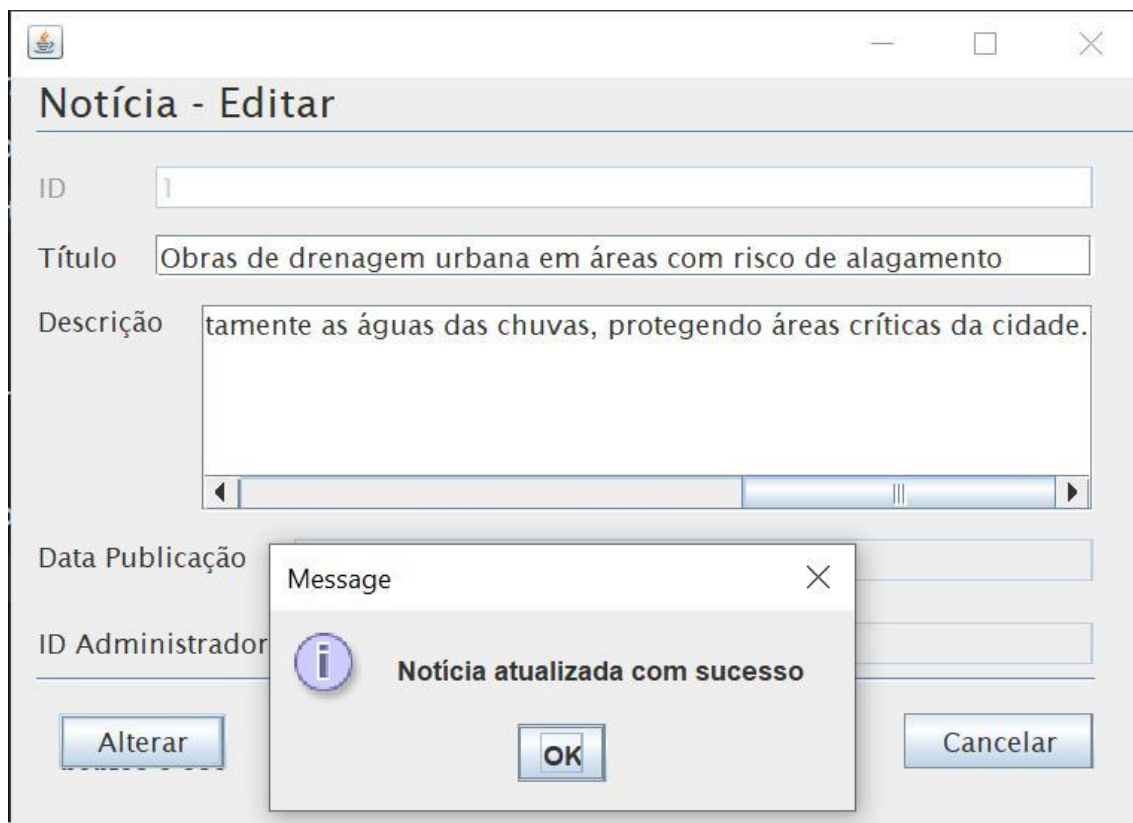 Notícia - Editar
ID 1
Título Obras de drenagem urbana em áreas com risco de alagamento
Descrição tamente as águas das chuvas, protegendo áreas críticas da cidade.
Data Publicação
Message
ID Administrador
Notícia atualizada com sucesso
Alterar
OK
Cancelar